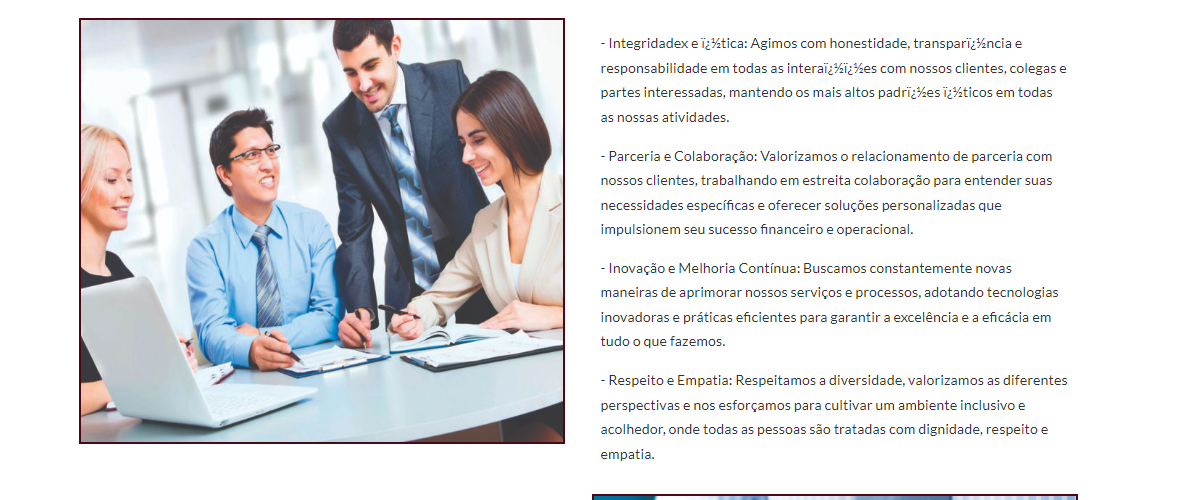 - Integridadex e ï¿½tica: Agimos com honestidade, transparï¿½ncia e
responsabilidade em todas as interaï¿½ï¿½es com nossos clientes, colegas e
partes interessadas, mantendo os mais altos padrï¿½es ï¿½ticos em todas
as nossas atividades.
- Parceria e Colaboração: Valorizamos o relacionamento de parceria com
nossos clientes, trabalhando em estreita colaboração para entender suas
necessidades específicas e oferecer soluções personalizadas que
impulsionem seu sucesso financeiro e operacional.
- Inovação e Melhoria Contínua: Buscamos constantemente novas
maneiras de aprimorar nossos serviços e processos, adotando tecnologias
inovadoras e práticas eficientes para garantir a excelência e a eficácia em
tudo o que fazemos.
- Respeito e Empatia: Respeitamos a diversidade, valorizamos as diferentes
perspectivas e nos esforçamos para cultivar um ambiente inclusivo e
acolhedor, onde todas as pessoas são tratadas com dignidade, respeito e
empatia.